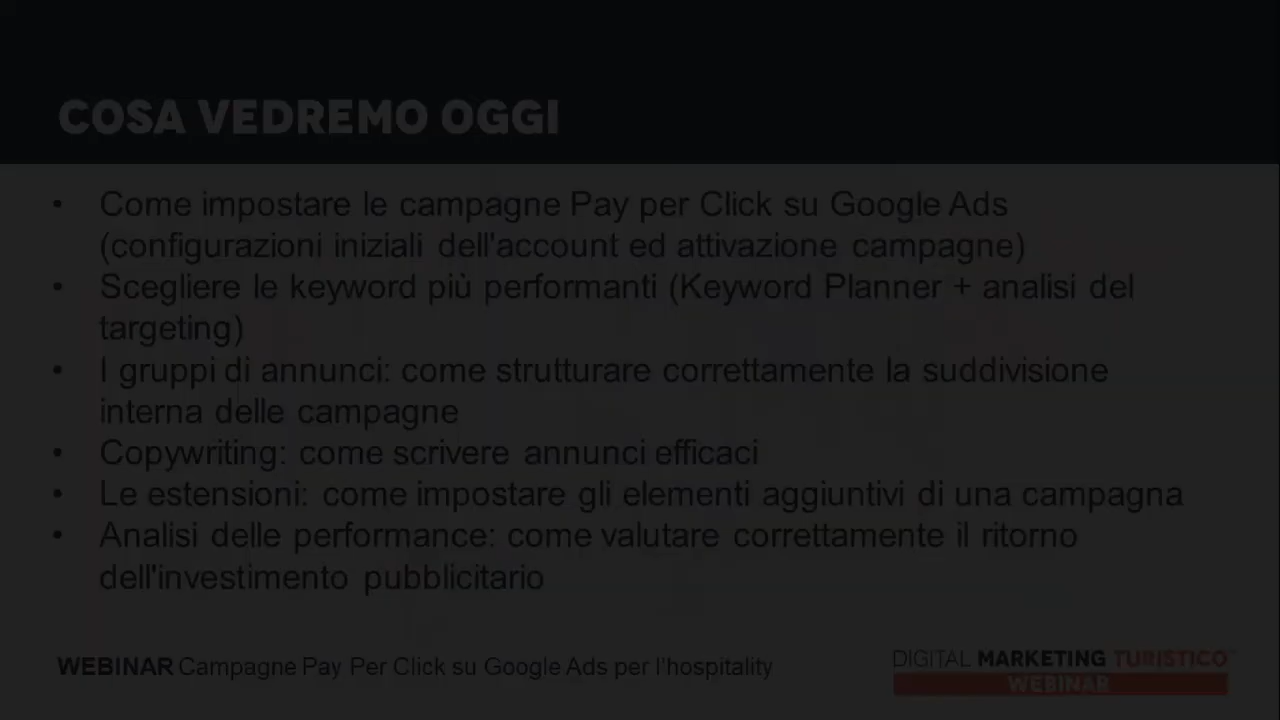 COSA VEDREMO OGGI
• Come impostare le campagne Pay per Click su Google Ads
(configurazioni iniziali dell'account ed attivazione campagne)
• Scegliere le keyword più performanti (Keyword Planner + analisi del
targeting)
• I gruppi di annunci: come strutturare correttamente la suddivisione
interna delle campagne
• Copywriting: come scrivere annunci efficaci
• Le estensioni: come impostare gli elementi aggiuntivi di una campagna
• Analisi delle performance: come valutare correttamente il ritorno
dell'investimento pubblicitario
WEBINAR Campagne Pay Per Click su Google Ads per l'hospitality
DIGITAL MARKETING TURISTICO
WEBINAR